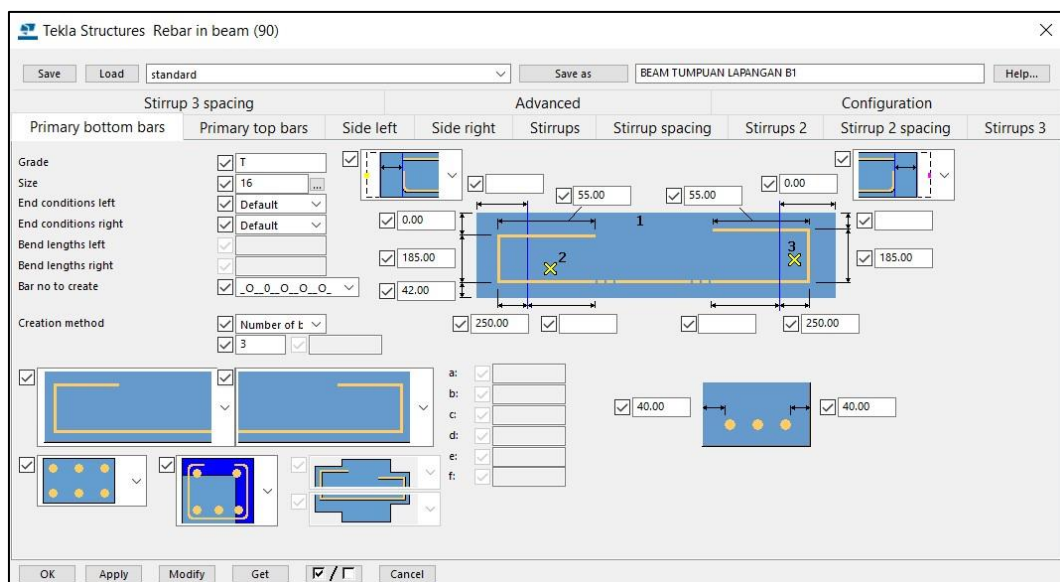 Tekla Structures Rebar in beam (90)
Save Load standard Save as BEAM TUMPUAN LAPANGAN B1 Help...
Stirrup 3 spacing Advanced Configuration
Primary bottom bars Primary top bars Side left Side right Stirrups Stirrup spacing Stirrups 2 Stirrup 2 spacing Stirrups 3
Grade T
Size 16 ...
End conditions left Default
End conditions right Default
Bend lengths left
Bend lengths right
Bar no to create _O__0__O__O__O_
Creation method Number of b
3
55.00 55.00 0.00
0.00 1
185.00 2 3 185.00
42.00
250.00 250.00
a:
b:
c:
d:
e:
f:
40.00 40.00
OK Apply Modify Get / Cancel